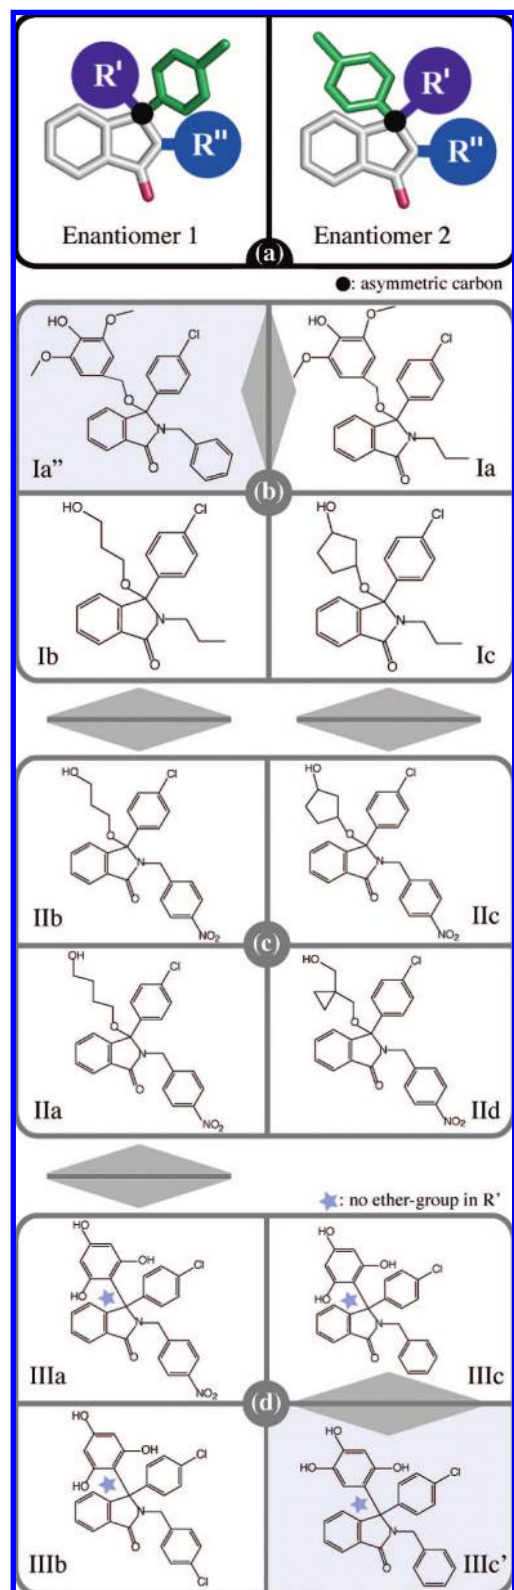 R' R'
R'' R''
Enantiomer 1 Enantiomer 2
(a)
●: asymmetric carbon
HO O Cl HO O Cl
O O
O O
N N
O O
Ia” (b) Ia
HO Cl HO Cl
O O
N N
O O
Ib Ic
HO Cl HO Cl
O O
N N
O O
IIb NO₂ (c) IIc NO₂
OH Cl HO Cl
O O
N N
O O
IIa NO₂ IId NO₂
★: no ether-group in R’
HO OH Cl HO OH Cl
HO HO
N N
O O
IIIa NO₂ (d) IIIc
HO OH Cl HO HO OH Cl
HO
N N
O O
IIIb Cl IIIc’